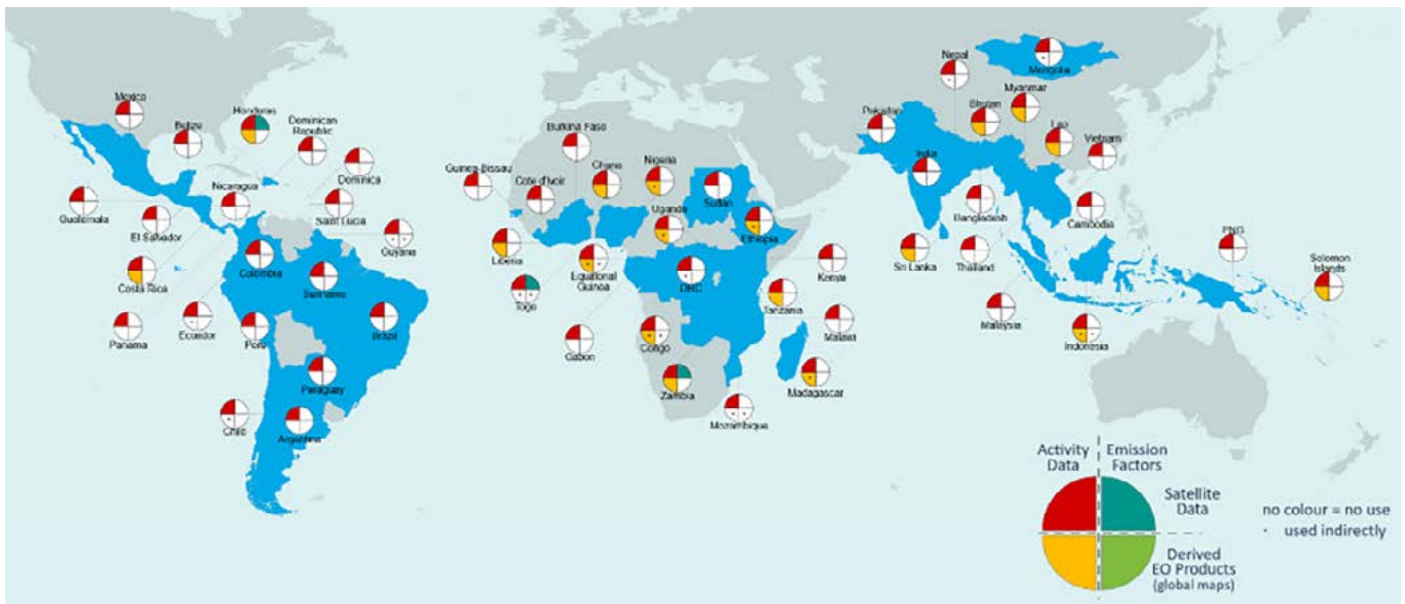 Mexico
Belize
Honduras
Dominican
Republic
Dominica
Nicaragua
Guatemala
El Salvador
Saint Lucia
Guyana
Costa Rica
Colombia
Suriname
Panama
Ecuador
Peru
Brazil
Paraguay
Chile
Argentina
Burkina Faso
Guinea-Bissau
Cote d'Ivoir
Ghana
Nigeria
Sudan
Uganda
Liberia
Ethiopia
Togo
Equatorial
Guinea
DRC
Kenya
Tanzania
Gabon
Congo
Malawi
Zambia
Madagascar
Mozambique
Nepal
Mongolia
Myanmar
Pakistan
Bhutan
Lao
Vietnam
India
Bangladesh
Cambodia
Sri Lanka
Thailand
PNG
Solomon
Islands
Malaysia
Indonesia
Activity
Data
Emission
Factors
Satellite
Data
Derived
EO Products
(global maps)
no colour = no use
· used indirectly